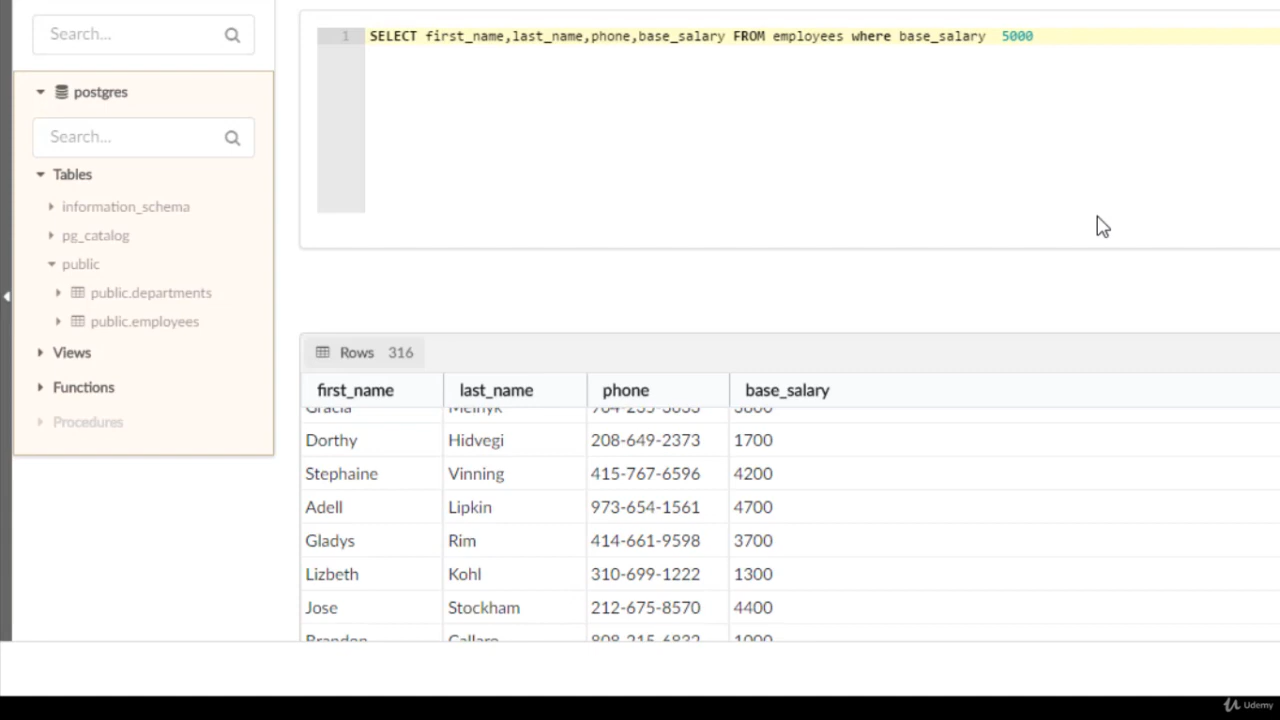 Search...
1 SELECT first_name,last_name,phone,base_salary FROM employees where base_salary  5000
postgres
Search...
Tables
information_schema
pg_catalog
public
public.departments
public.employees
Views
Functions
Procedures
Rows 316
first_name last_name phone base_salary
Dorthy Hidvegi 208-649-2373 1700
Stephaine Vinning 415-767-6596 4200
Adell Lipkin 973-654-1561 4700
Gladys Rim 414-661-9598 3700
Lizbeth Kohl 310-699-1222 1300
Jose Stockham 212-675-8570 4400
Udemy